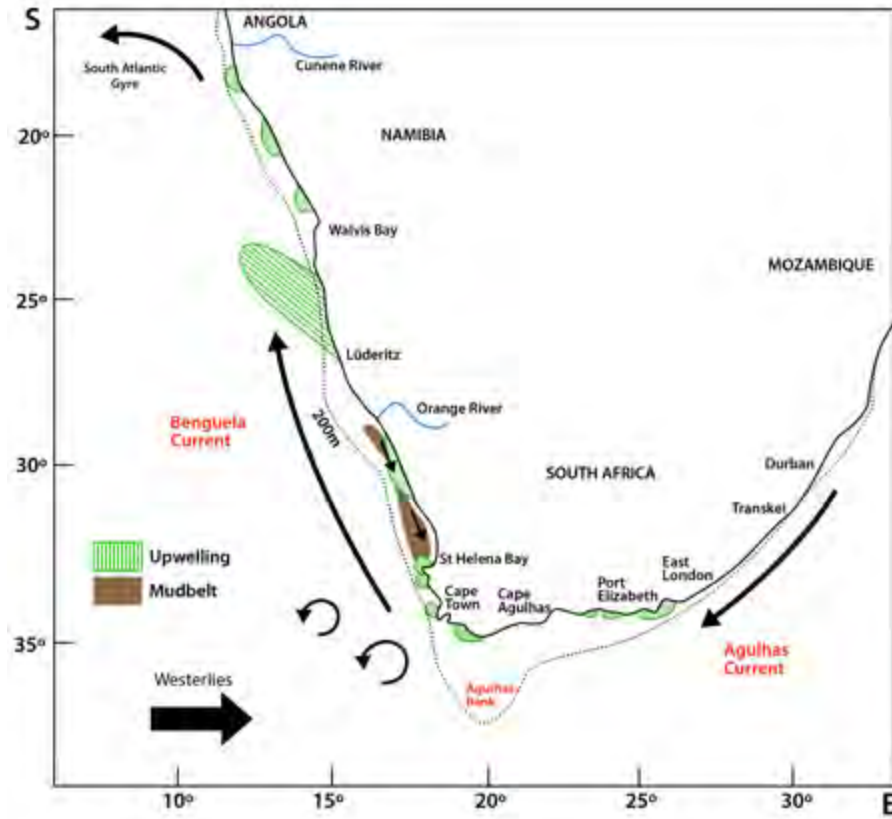 S
ANGOLA
Cunene River
South Atlantic
Gyre
20º
NAMIBIA
Walvis Bay
MOZAMBIQUE
25º
Lüderitz
Orange River
Benguela
Current
200m
30º
SOUTH AFRICA
Durban
Transkei
Upwelling
St Helena Bay
Mudbelt
East
London
Port
Elizabeth
Cape
Town
Cape
Agulhas
35º
Agulhas
Current
Westerlies
Agulhas
Bank
10º
15º
20º
25º
30º
E